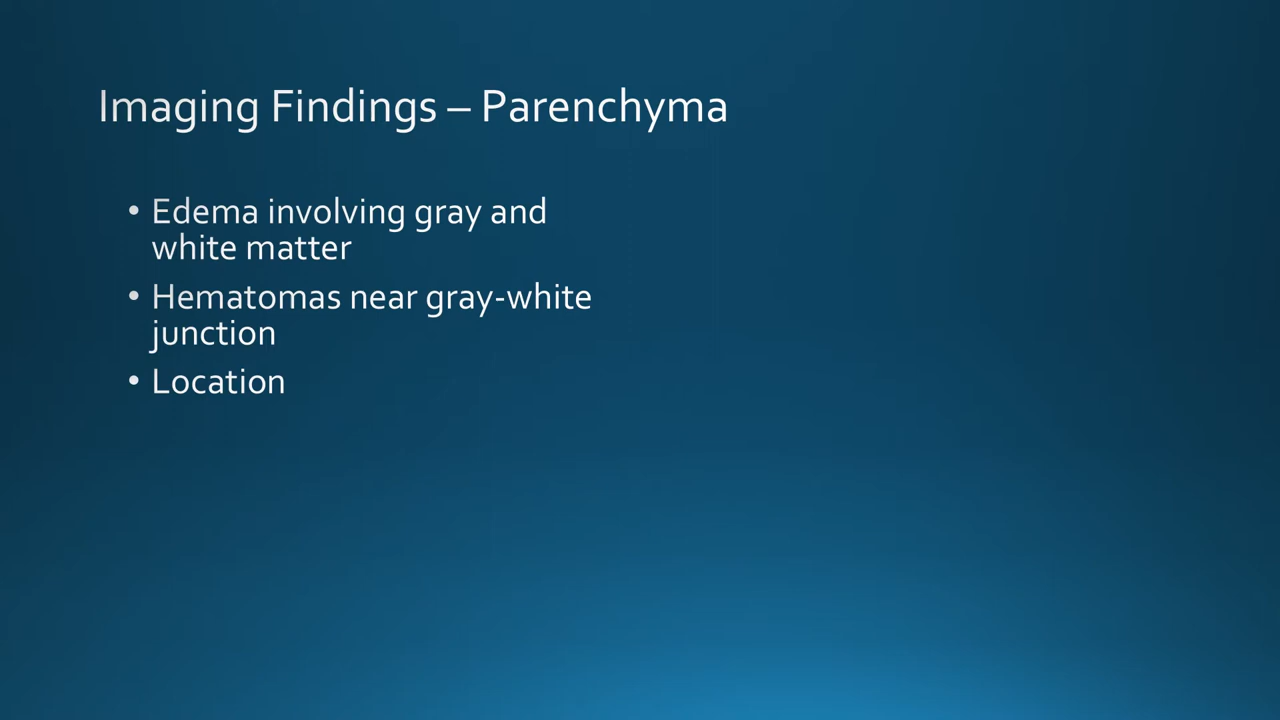 Imaging Findings – Parenchyma
• Edema involving gray and
white matter
• Hematomas near gray-white
junction
• Location